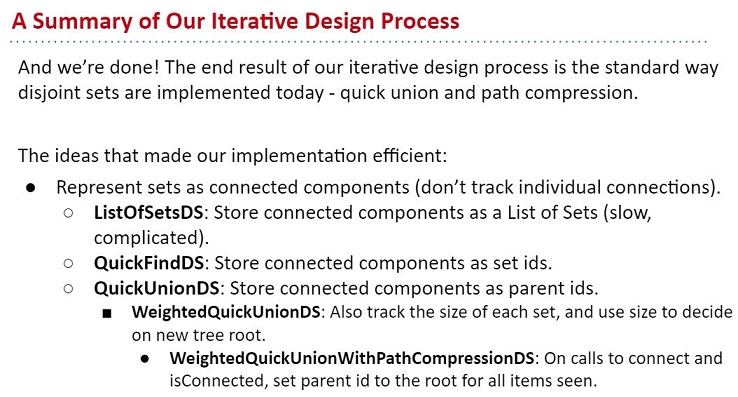 A Summary of Our Iterative Design Process
And we’re done! The end result of our iterative design process is the standard way
disjoint sets are implemented today - quick union and path compression.
The ideas that made our implementation efficient:
● Represent sets as connected components (don’t track individual connections).
○ ListOfSetsDS: Store connected components as a List of Sets (slow,
complicated).
○ QuickFindDS: Store connected components as set ids.
○ QuickUnionDS: Store connected components as parent ids.
■ WeightedQuickUnionDS: Also track the size of each set, and use size to decide
on new tree root.
● WeightedQuickUnionWithPathCompressionDS: On calls to connect and
isConnected, set parent id to the root for all items seen.